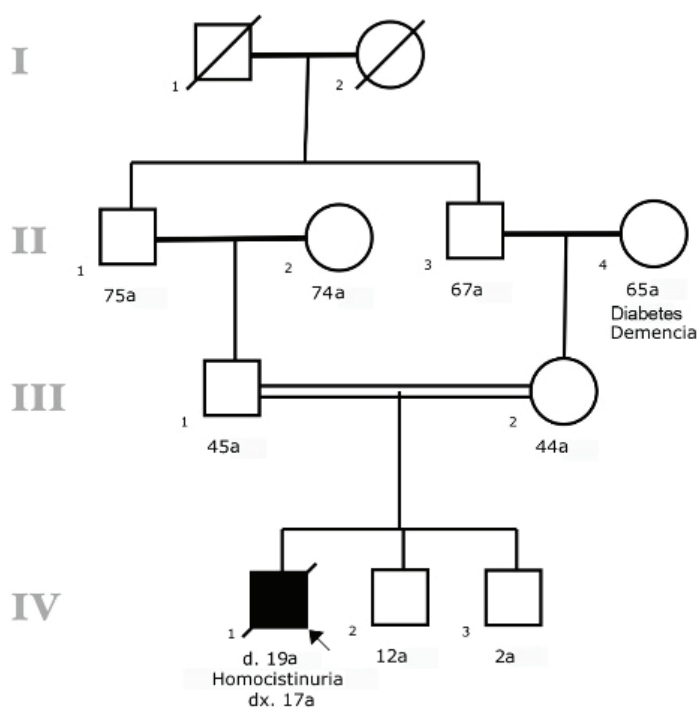 I
1
2
II
1
2
3
4
75a
74a
67a
65a
Diabetes
Demencia
III
1
2
45a
44a
IV
1
2
3
d. 19a
12a
2a
Homocistinuria
dx. 17a